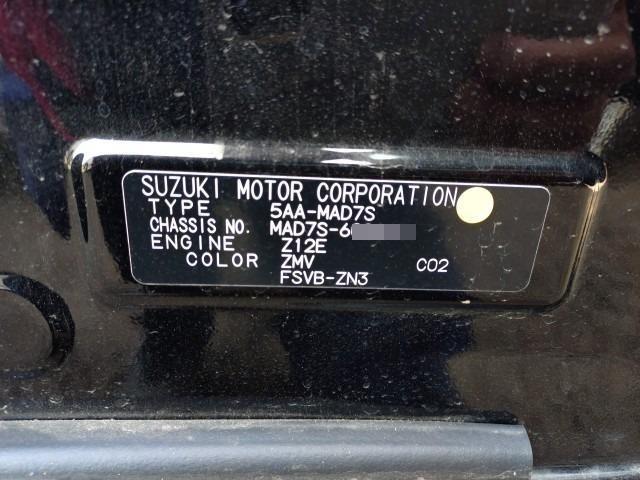 SUZUKI MOTOR CORPORATION
TYPE 5AA-MAD7S
CHASSIS NO. MAD7S-6
ENGINE Z12E
COLOR ZMV C02
FSVB-ZN3